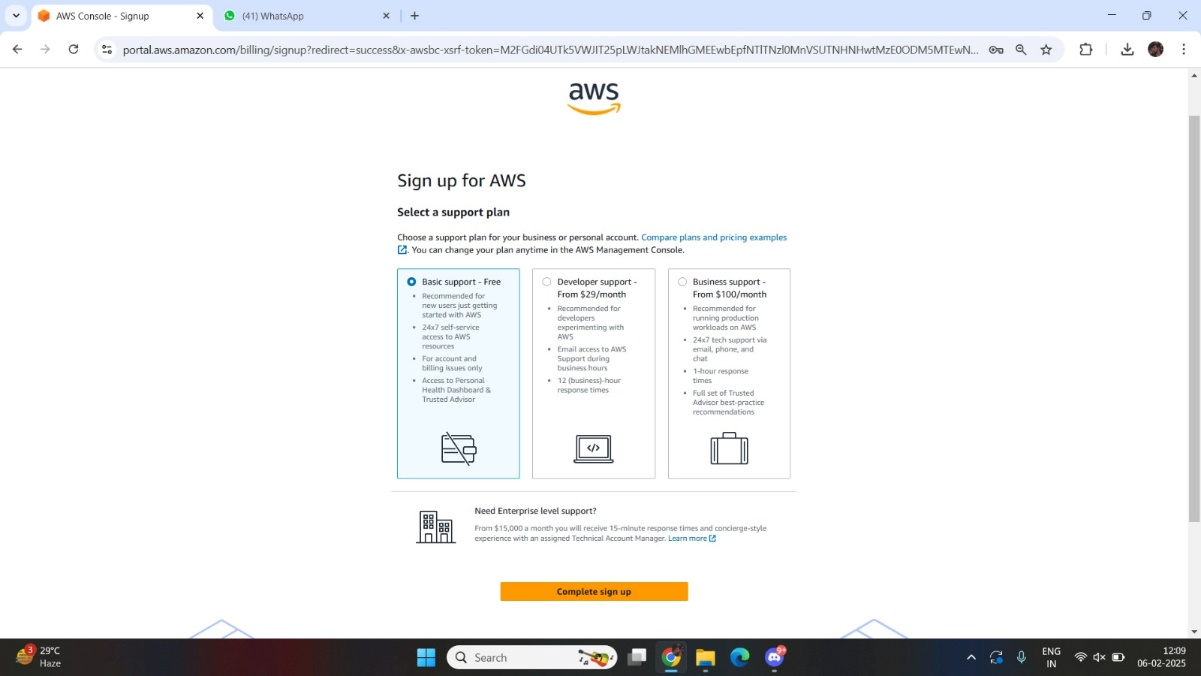 AWS Console - Signup
(41) WhatsApp
portal.aws.amazon.com/billing/signup?redirect=success&x-awsbc-xsrf-token=
aws
Sign up for AWS
Select a support plan
Choose a support plan for your business or personal account. Compare plans and pricing examples
. You can change your plan anytime in the AWS Management Console.
Basic support - Free
Recommended for
new users just getting
started with AWS
24x7 self-service
access to AWS
resources
For account and
billing issues only
Access to Personal
Health Dashboard &
Trusted Advisor
Developer support -
From $29/month
Recommended for
developers
experimenting with
AWS
Email access to AWS
Support during
business hours
12 (business)-hour
response times
</>
Business support -
From $100/month
Recommended for
running production
workloads on AWS
24x7 tech support via
email, phone, and
chat
1-hour response
times
Full set of Trusted
Advisor best-practice
recommendations
Need Enterprise level support?
From $15,000 a month you will receive 15-minute response times and concierge-style
experience with an assigned Technical Account Manager. Learn more
Complete sign up
3
29°C
Haze
Search
ENG
IN
12:09
06-02-2025